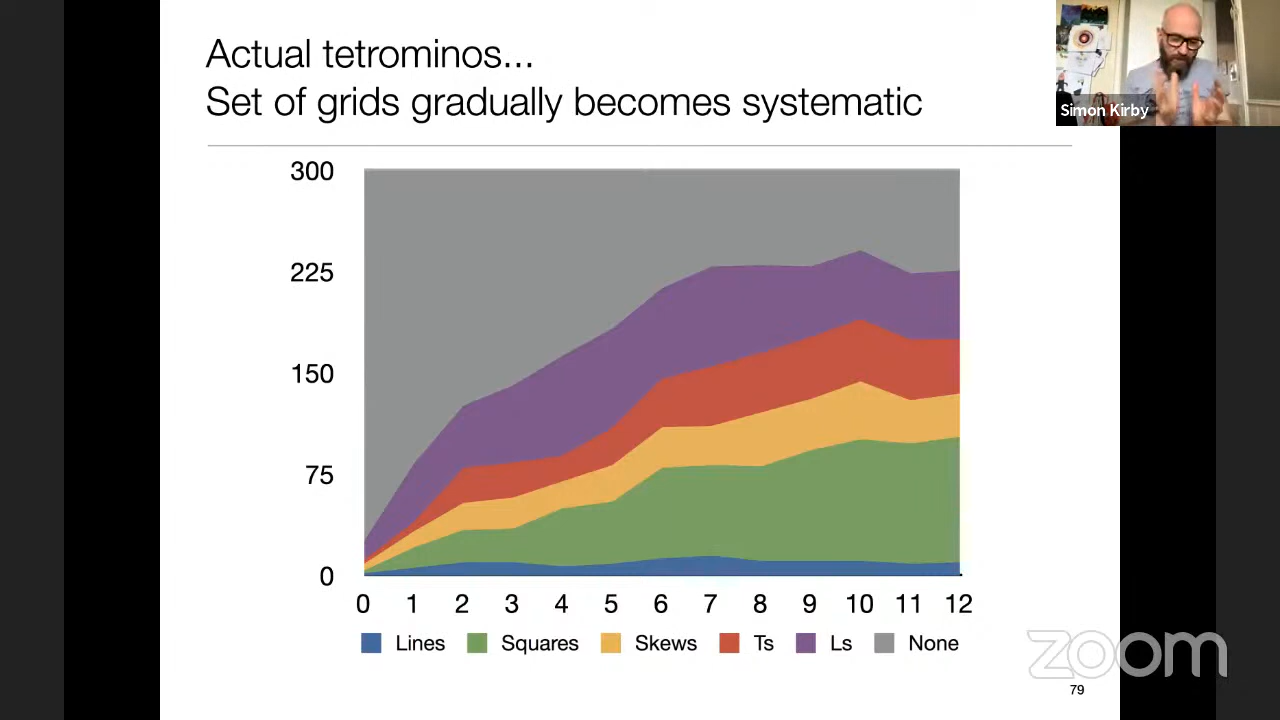 Actual tetrominos...
Set of grids gradually becomes systematic
Simon Kirby
300
225
150
75
0
0 1 2 3 4 5 6 7 8 9 10 11 12
Lines Squares Skews Ts Ls None
zoom
79